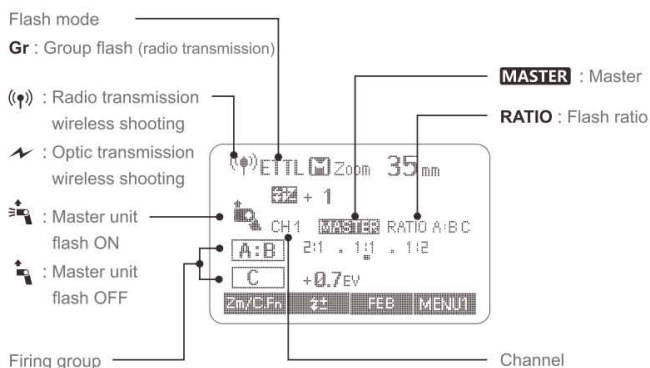 Flash mode
Gr : Group flash (radio transmission)
: Radio transmission
wireless shooting
: Optic transmission
wireless shooting
: Master unit
flash ON
: Master unit
flash OFF
Firing group
MASTER : Master
RATIO : Flash ratio
Channel
ETTL M Zoom 35mm
+ 1
CH1 MASTER RATIO A:B C
A:B 2:1 . 1:1 . 1:2
C +0.7EV
Zm/C.Fn ± FEB MENU1